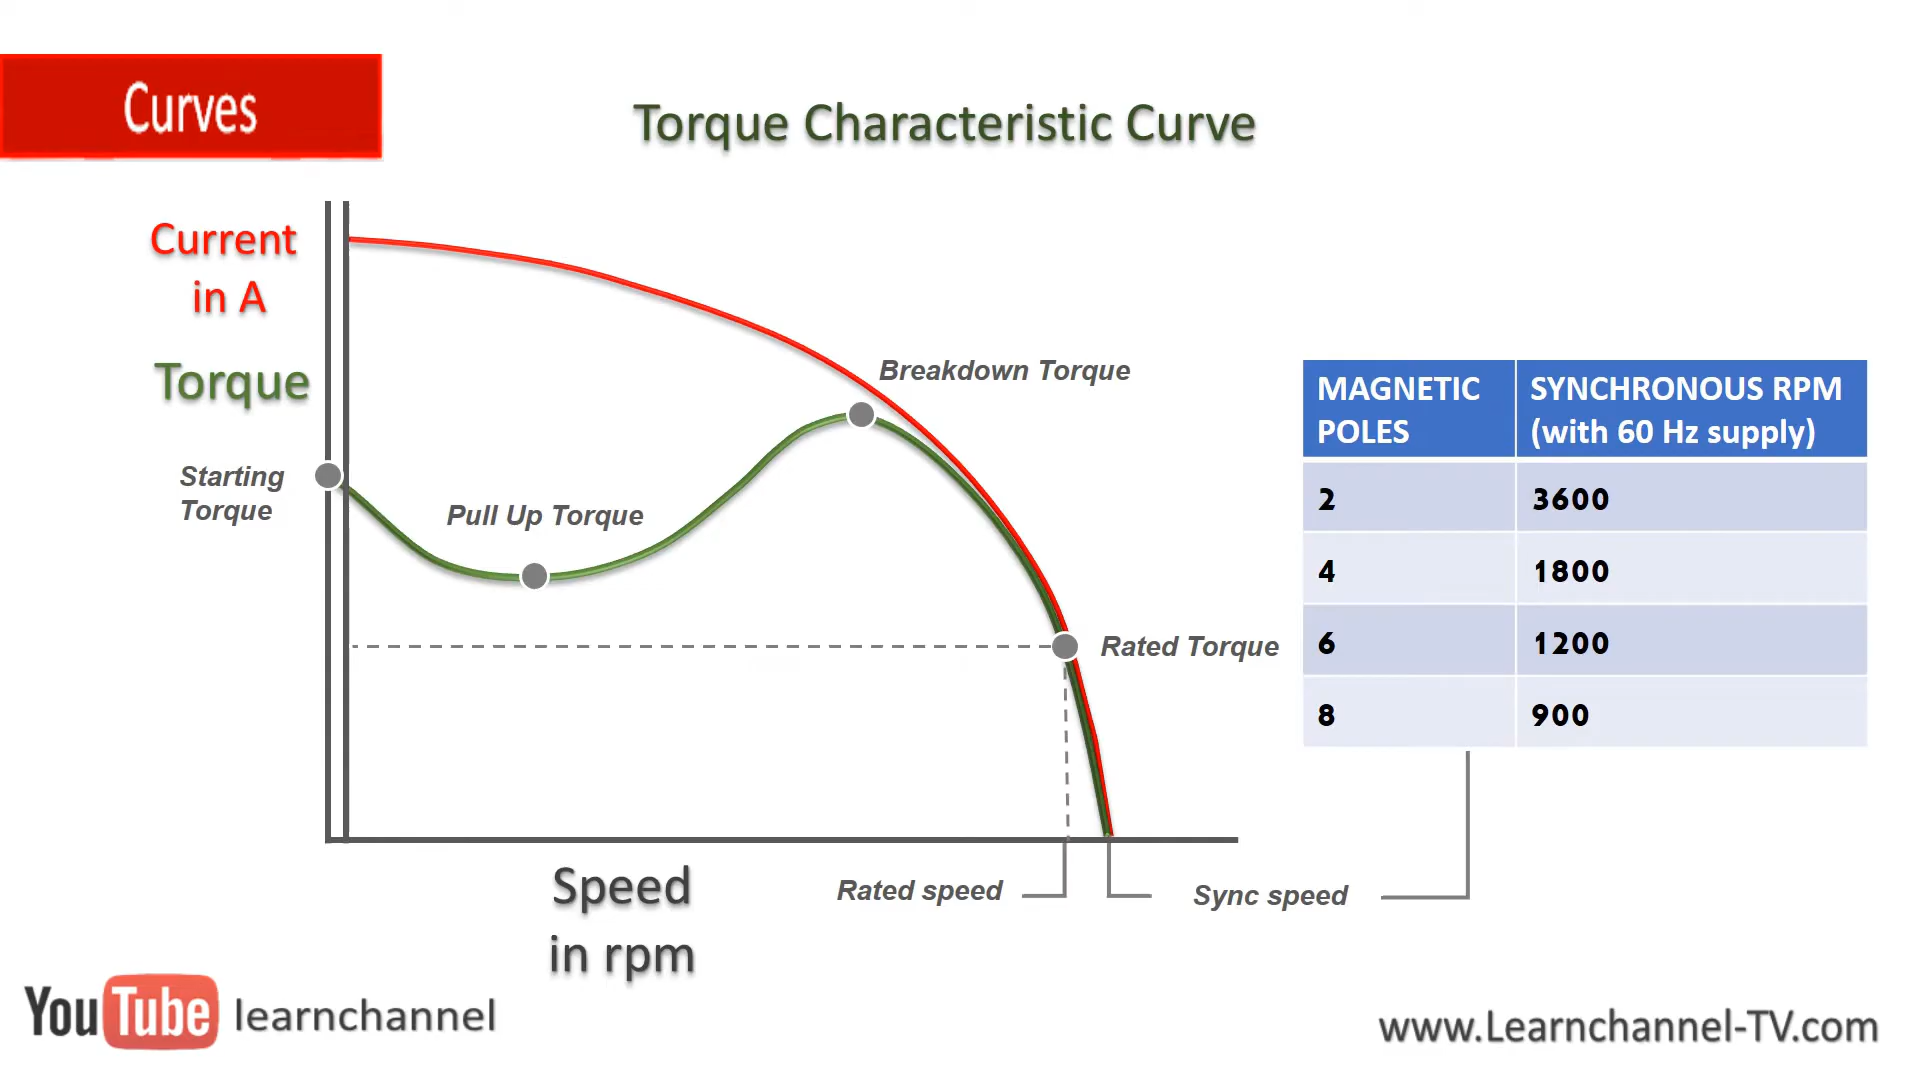 Curves
Torque Characteristic Curve
Current
in A
Torque
Starting
Torque
Pull Up Torque
Breakdown Torque
Rated Torque
Rated speed
Sync speed
Speed
in rpm
MAGNETIC POLES SYNCHRONOUS RPM (with 60 Hz supply)
2 3600
4 1800
6 1200
8 900
YouTube learnchannel
www.Learnchannel-TV.com